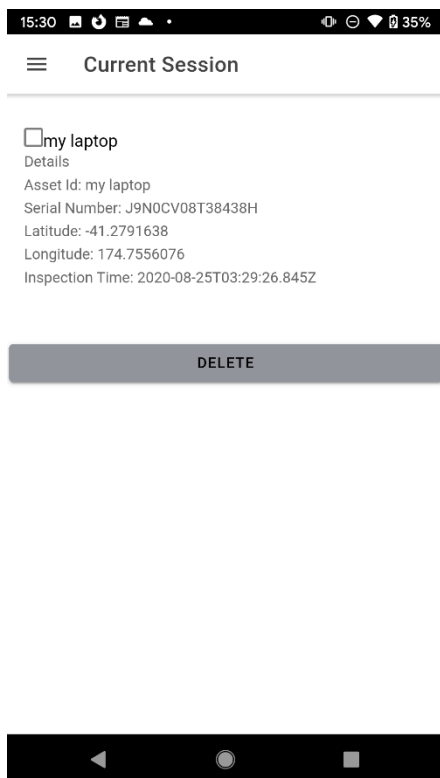 15:30 35%
Current Session
my laptop
Details
Asset Id: my laptop
Serial Number: J9N0CV08T38438H
Latitude: -41.2791638
Longitude: 174.7556076
Inspection Time: 2020-08-25T03:29:26.845Z
DELETE